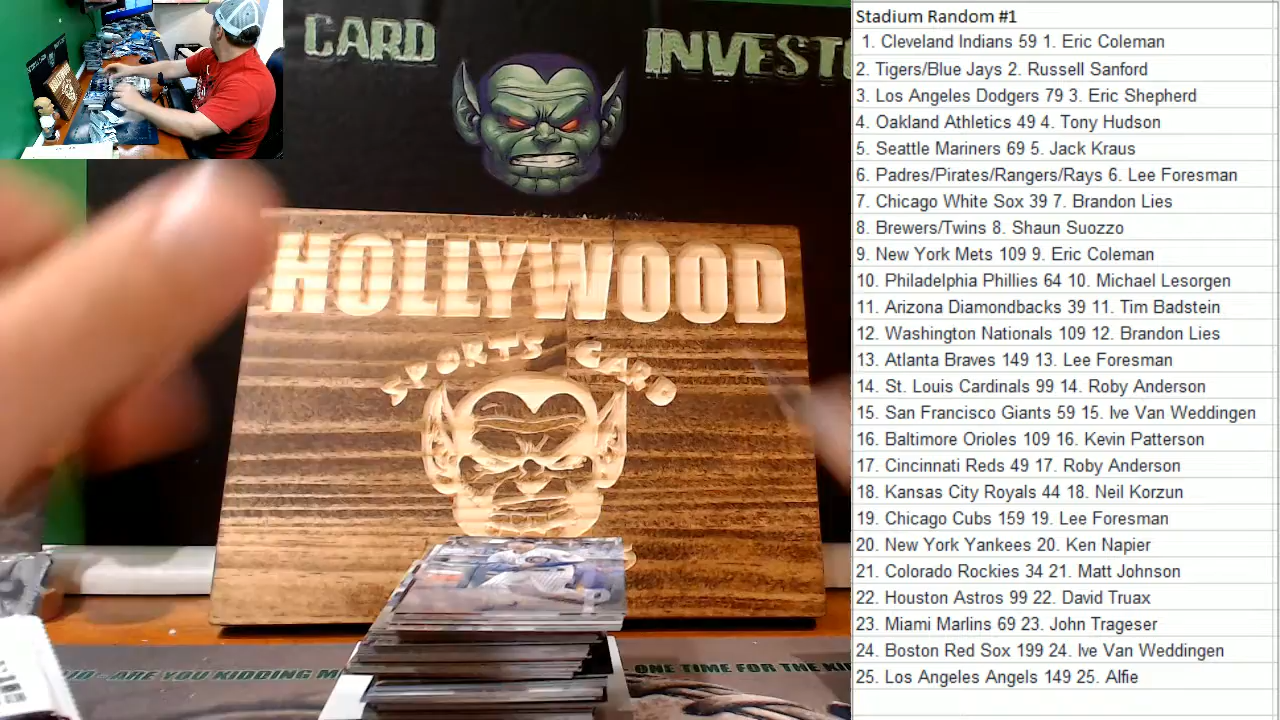 CARD INVESTO
HOLLYWOOD
SPORTS CARD
- ARE YOU KIDDING M
ONE TIME FOR THE KI
Stadium Random #1
1. Cleveland Indians 59 1. Eric Coleman
2. Tigers/Blue Jays 2. Russell Sanford
3. Los Angeles Dodgers 79 3. Eric Shepherd
4. Oakland Athletics 49 4. Tony Hudson
5. Seattle Mariners 69 5. Jack Kraus
6. Padres/Pirates/Rangers/Rays 6. Lee Foresman
7. Chicago White Sox 39 7. Brandon Lies
8. Brewers/Twins 8. Shaun Suozzo
9. New York Mets 109 9. Eric Coleman
10. Philadelphia Phillies 64 10. Michael Lesorgen
11. Arizona Diamondbacks 39 11. Tim Badstein
12. Washington Nationals 109 12. Brandon Lies
13. Atlanta Braves 149 13. Lee Foresman
14. St. Louis Cardinals 99 14. Roby Anderson
15. San Francisco Giants 59 15. Ive Van Weddingen
16. Baltimore Orioles 109 16. Kevin Patterson
17. Cincinnati Reds 49 17. Roby Anderson
18. Kansas City Royals 44 18. Neil Korzun
19. Chicago Cubs 159 19. Lee Foresman
20. New York Yankees 20. Ken Napier
21. Colorado Rockies 34 21. Matt Johnson
22. Houston Astros 99 22. David Truax
23. Miami Marlins 69 23. John Trageser
24. Boston Red Sox 199 24. Ive Van Weddingen
25. Los Angeles Angels 149 25. Alfie